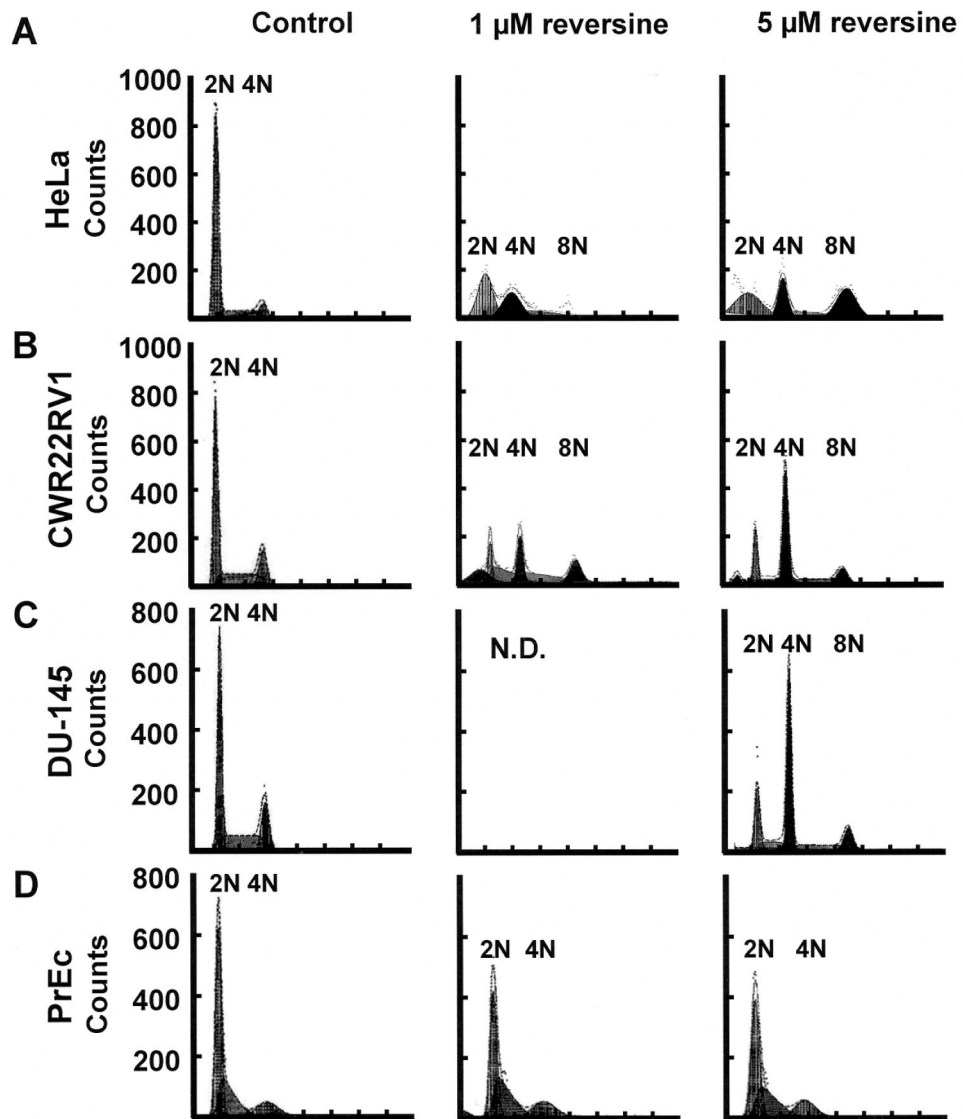 A
Control
1 µM reversine
5 µM reversine
HeLa
Counts
1000
800
600
400
200
2N 4N
2N 4N 8N
2N 4N 8N
B
CWR22RV1
Counts
1000
800
600
400
200
2N 4N
2N 4N 8N
2N 4N 8N
C
DU-145
Counts
800
600
400
200
2N 4N
N.D.
2N 4N 8N
D
PrEc
Counts
800
600
400
200
2N 4N
2N 4N
2N 4N